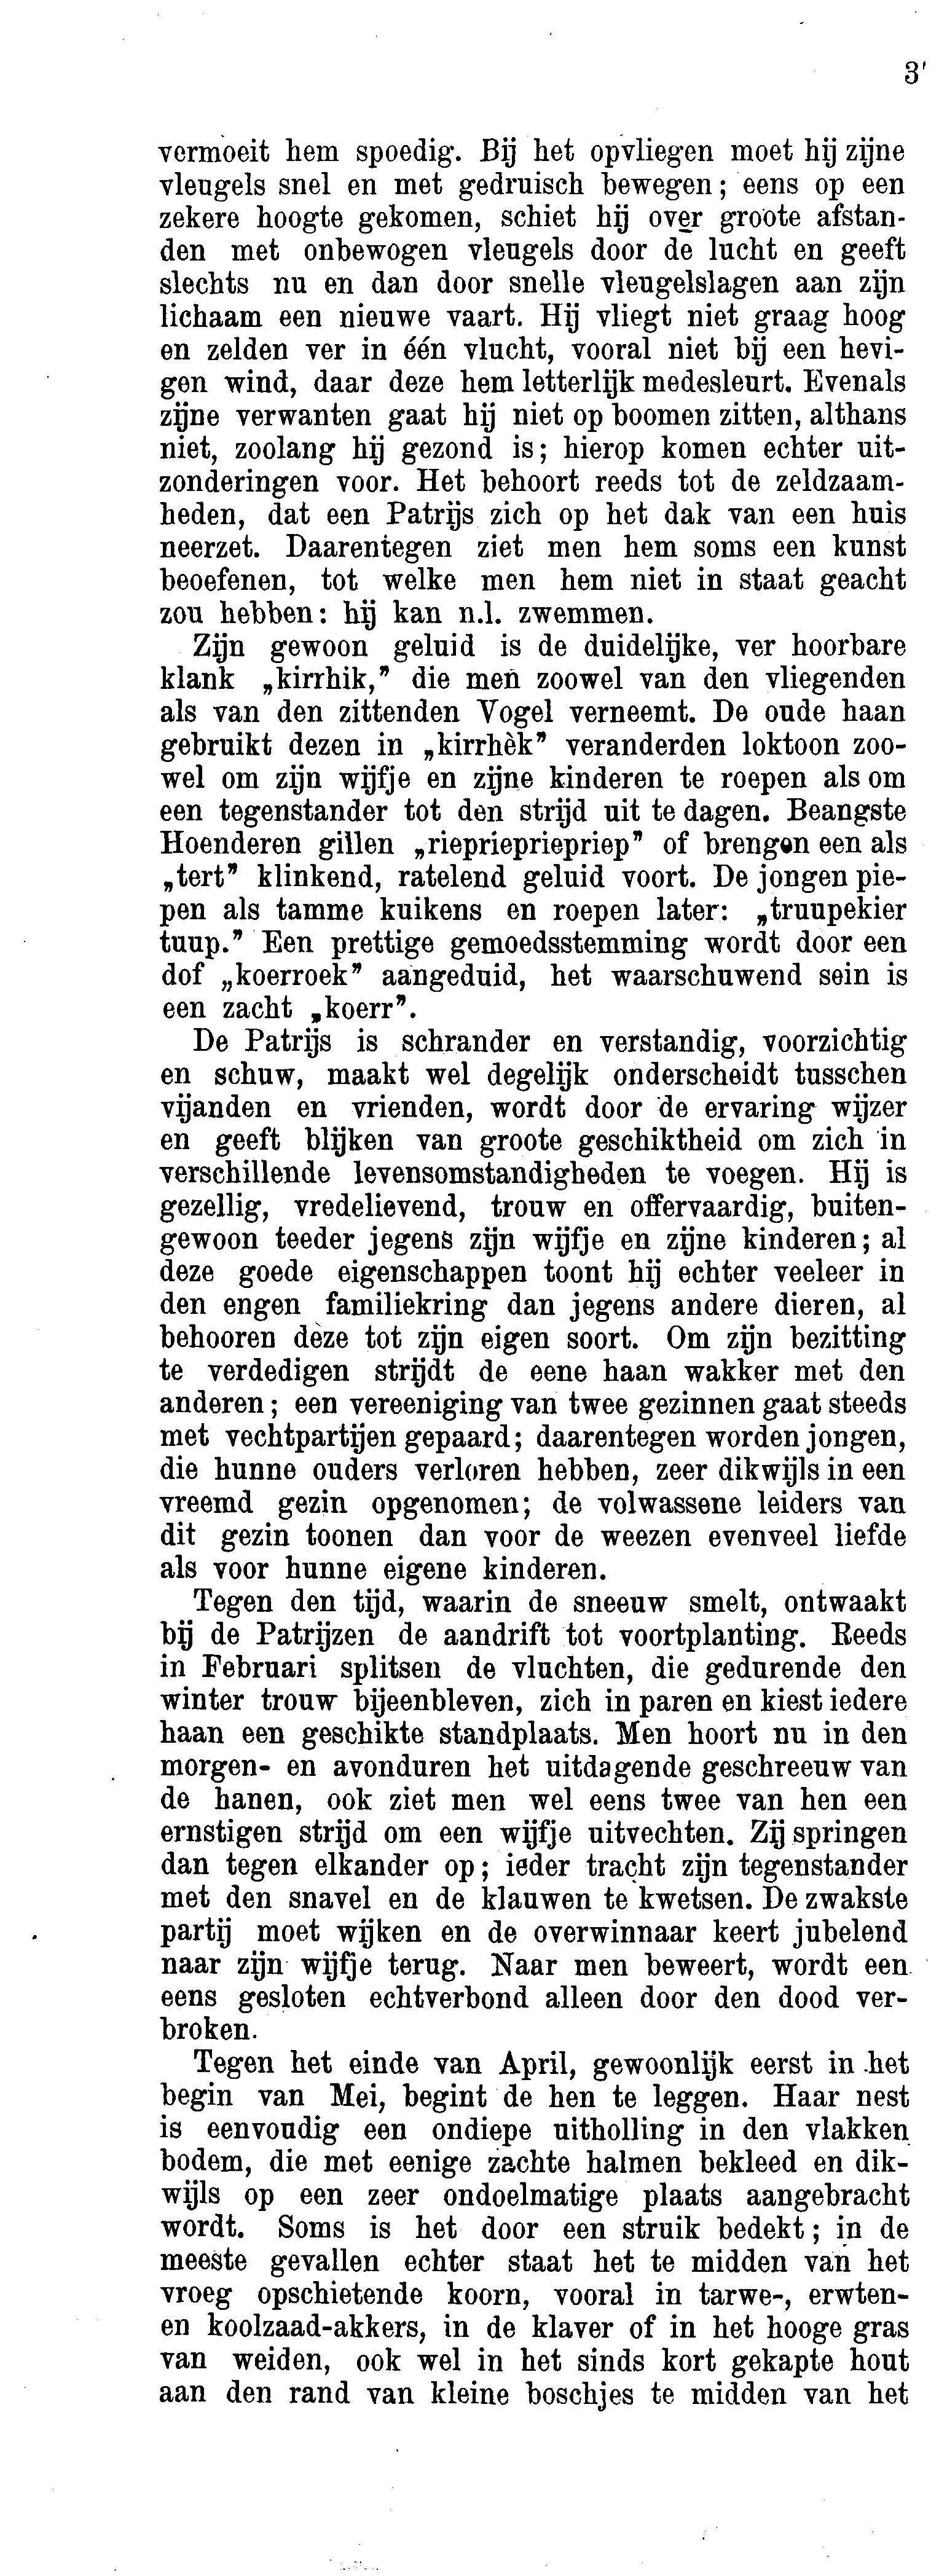 3'
vermoeit hem spoedig. Bij het opvliegen moet hij zijne
vleugels snel en met gedruisch bewegen; eens op een
zekere hoogte gekomen, schiet hij over groote afstan-
den met onbewogen vleugels door de lucht en geeft
slechts nu en dan door snelle vleugelslagen aan zijn
lichaam een nieuwe vaart. Hij vliegt niet graag hoog
en zelden ver in één vlucht, vooral niet bij een hevi-
gen wind, daar deze hem letterlijk medesleurt. Evenals
zijne verwanten gaat hij niet op boomen zitten, althans
niet, zoolang hij gezond is; hierop komen echter uit-
zonderingen voor. Het behoort reeds tot de zeldzaam-
heden, dat een Patrijs zich op het dak van een huis
neerzet. Daarentegen ziet men hem soms een kunst
beoefenen, tot welke men hem niet in staat geacht
zou hebben: hij kan n.l. zwemmen.
Zijn gewoon geluid is de duidelijke, ver hoorbare
klank „kirrhik,” die men zoowel van den vliegenden
als van den zittenden Vogel verneemt. De oude haan
gebruikt dezen in „kirrhèk” veranderden loktoon zoo-
wel om zijn wijfje en zijne kinderen te roepen als om
een tegenstander tot den strijd uit te dagen. Beangste
Hoenderen gillen „riepriepriepriep” of brengen een als
„tert” klinkend, ratelend geluid voort. De jongen pie-
pen als tamme kuikens en roepen later: „truupekier
tuup.” Een prettige gemoedsstemming wordt door een
dof „koerroek” aangeduid, het waarschuwend sein is
een zacht „koerr”.
De Patrijs is schrander en verstandig, voorzichtig
en schuw, maakt wel degelijk onderscheidt tusschen
vijanden en vrienden, wordt door de ervaring wijzer
en geeft blijken van groote geschiktheid om zich in
verschillende levensomstandigheden te voegen. Hij is
gezellig, vredelievend, trouw en offervaardig, buiten-
gewoon teeder jegens zijn wijfje en zijne kinderen; al
deze goede eigenschappen toont hij echter veeleer in
den engen familiekring dan jegens andere dieren, al
behooren deze tot zijn eigen soort. Om zijn bezitting
te verdedigen strijdt de eene haan wakker met den
anderen; een vereeniging van twee gezinnen gaat steeds
met vechtpartijen gepaard; daarentegen worden jongen,
die hunne ouders verloren hebben, zeer dikwijls in een
vreemd gezin opgenomen; de volwassene leiders van
dit gezin toonen dan voor de weezen evenveel liefde
als voor hunne eigene kinderen.
Tegen den tijd, waarin de sneeuw smelt, ontwaakt
bij de Patrijzen de aandrift tot voortplanting. Reeds
in Februari splitsen de vluchten, die gedurende den
winter trouw bijeenbleven, zich in paren en kiest iedere
haan een geschikte standplaats. Men hoort nu in den
morgen- en avonduren het uitdagende geschreeuw van
de hanen, ook ziet men wel eens twee van hen een
ernstigen strijd om een wijfje uitvechten. Zij springen
dan tegen elkander op; ieder tracht zijn tegenstander
met den snavel en de klauwen te kwetsen. De zwakste
partij moet wijken en de overwinnaar keert jubelend
naar zijn wijfje terug. Naar men beweert, wordt een
eens gesloten echtverbond alleen door den dood ver-
broken.
Tegen het einde van April, gewoonlijk eerst in het
begin van Mei, begint de hen te leggen. Haar nest
is eenvoudig een ondiepe uitholling in den vlakken
bodem, die met eenige zachte halmen bekleed en dik-
wijls op een zeer ondoelmatige plaats aangebracht
wordt. Soms is het door een struik bedekt; in de
meeste gevallen echter staat het te midden van het
vroeg opschietende koorn, vooral in tarwe-, erwten-
en koolzaad-akkers, in de klaver of in het hooge gras
van weiden, ook wel in het sinds kort gekapte hout
aan den rand van kleine boschjes te midden van het